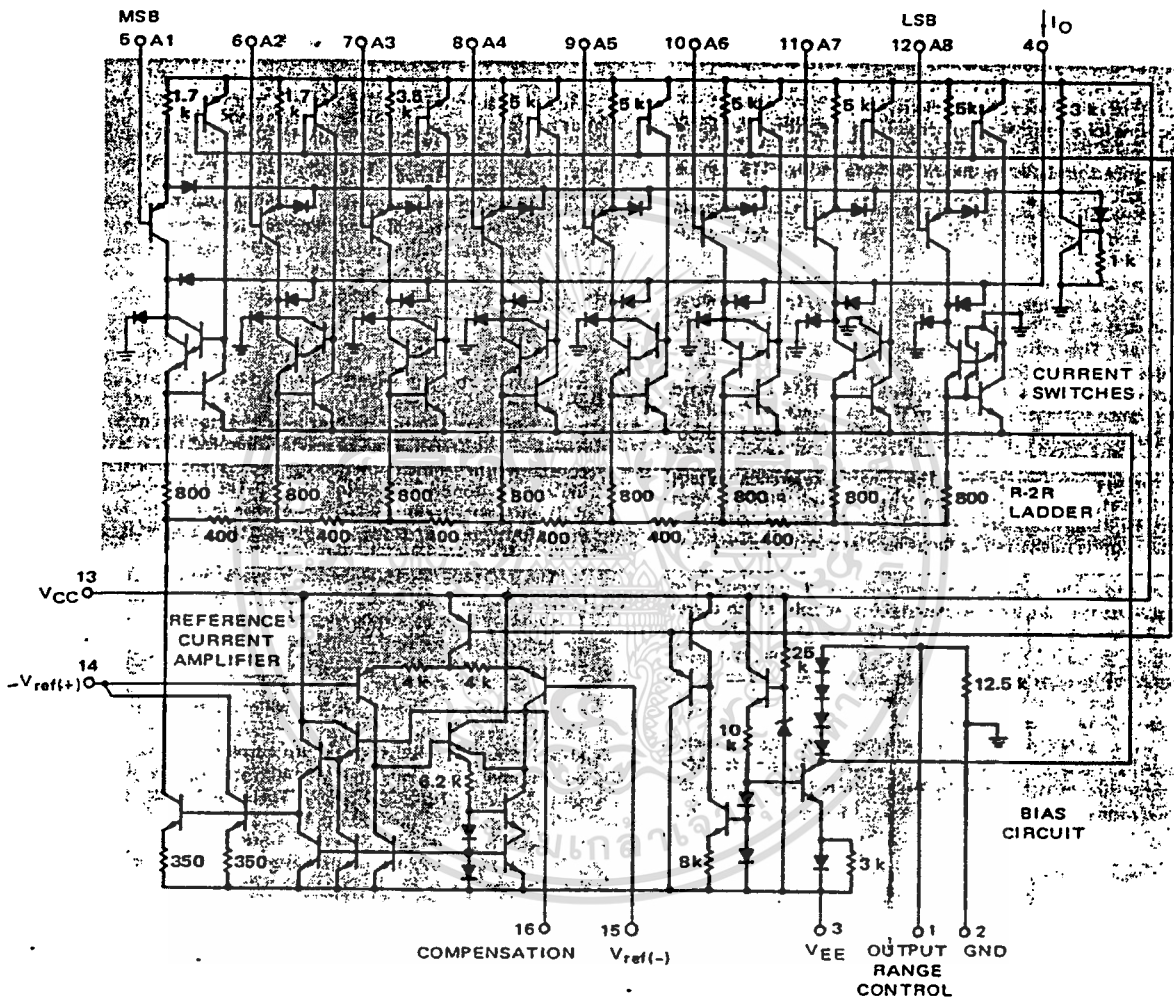 MSB
LSB
IO
5 A1
6 A2
7 A3
8 A4
9 A5
10 A6
11 A7
12 A8
4
1.7 k
1.7 k
3.6 k
5 k
5 k
5 k
5 k
5k
3 k
1 k
CURRENT
SWITCHES
800
800
800
800
800
800
800
800
R-2R
LADDER
400
400
400
400
400
400
13
VCC
REFERENCE
CURRENT
AMPLIFIER
14
Vref(+)
4 k
4 k
25 k
12.5 k
10 k
6.2 k
BIAS
CIRCUIT
350
350
8k
3 k
16
COMPENSATION
15
Vref(-)
3
VEE
1
OUTPUT
RANGE
CONTROL
2
GND